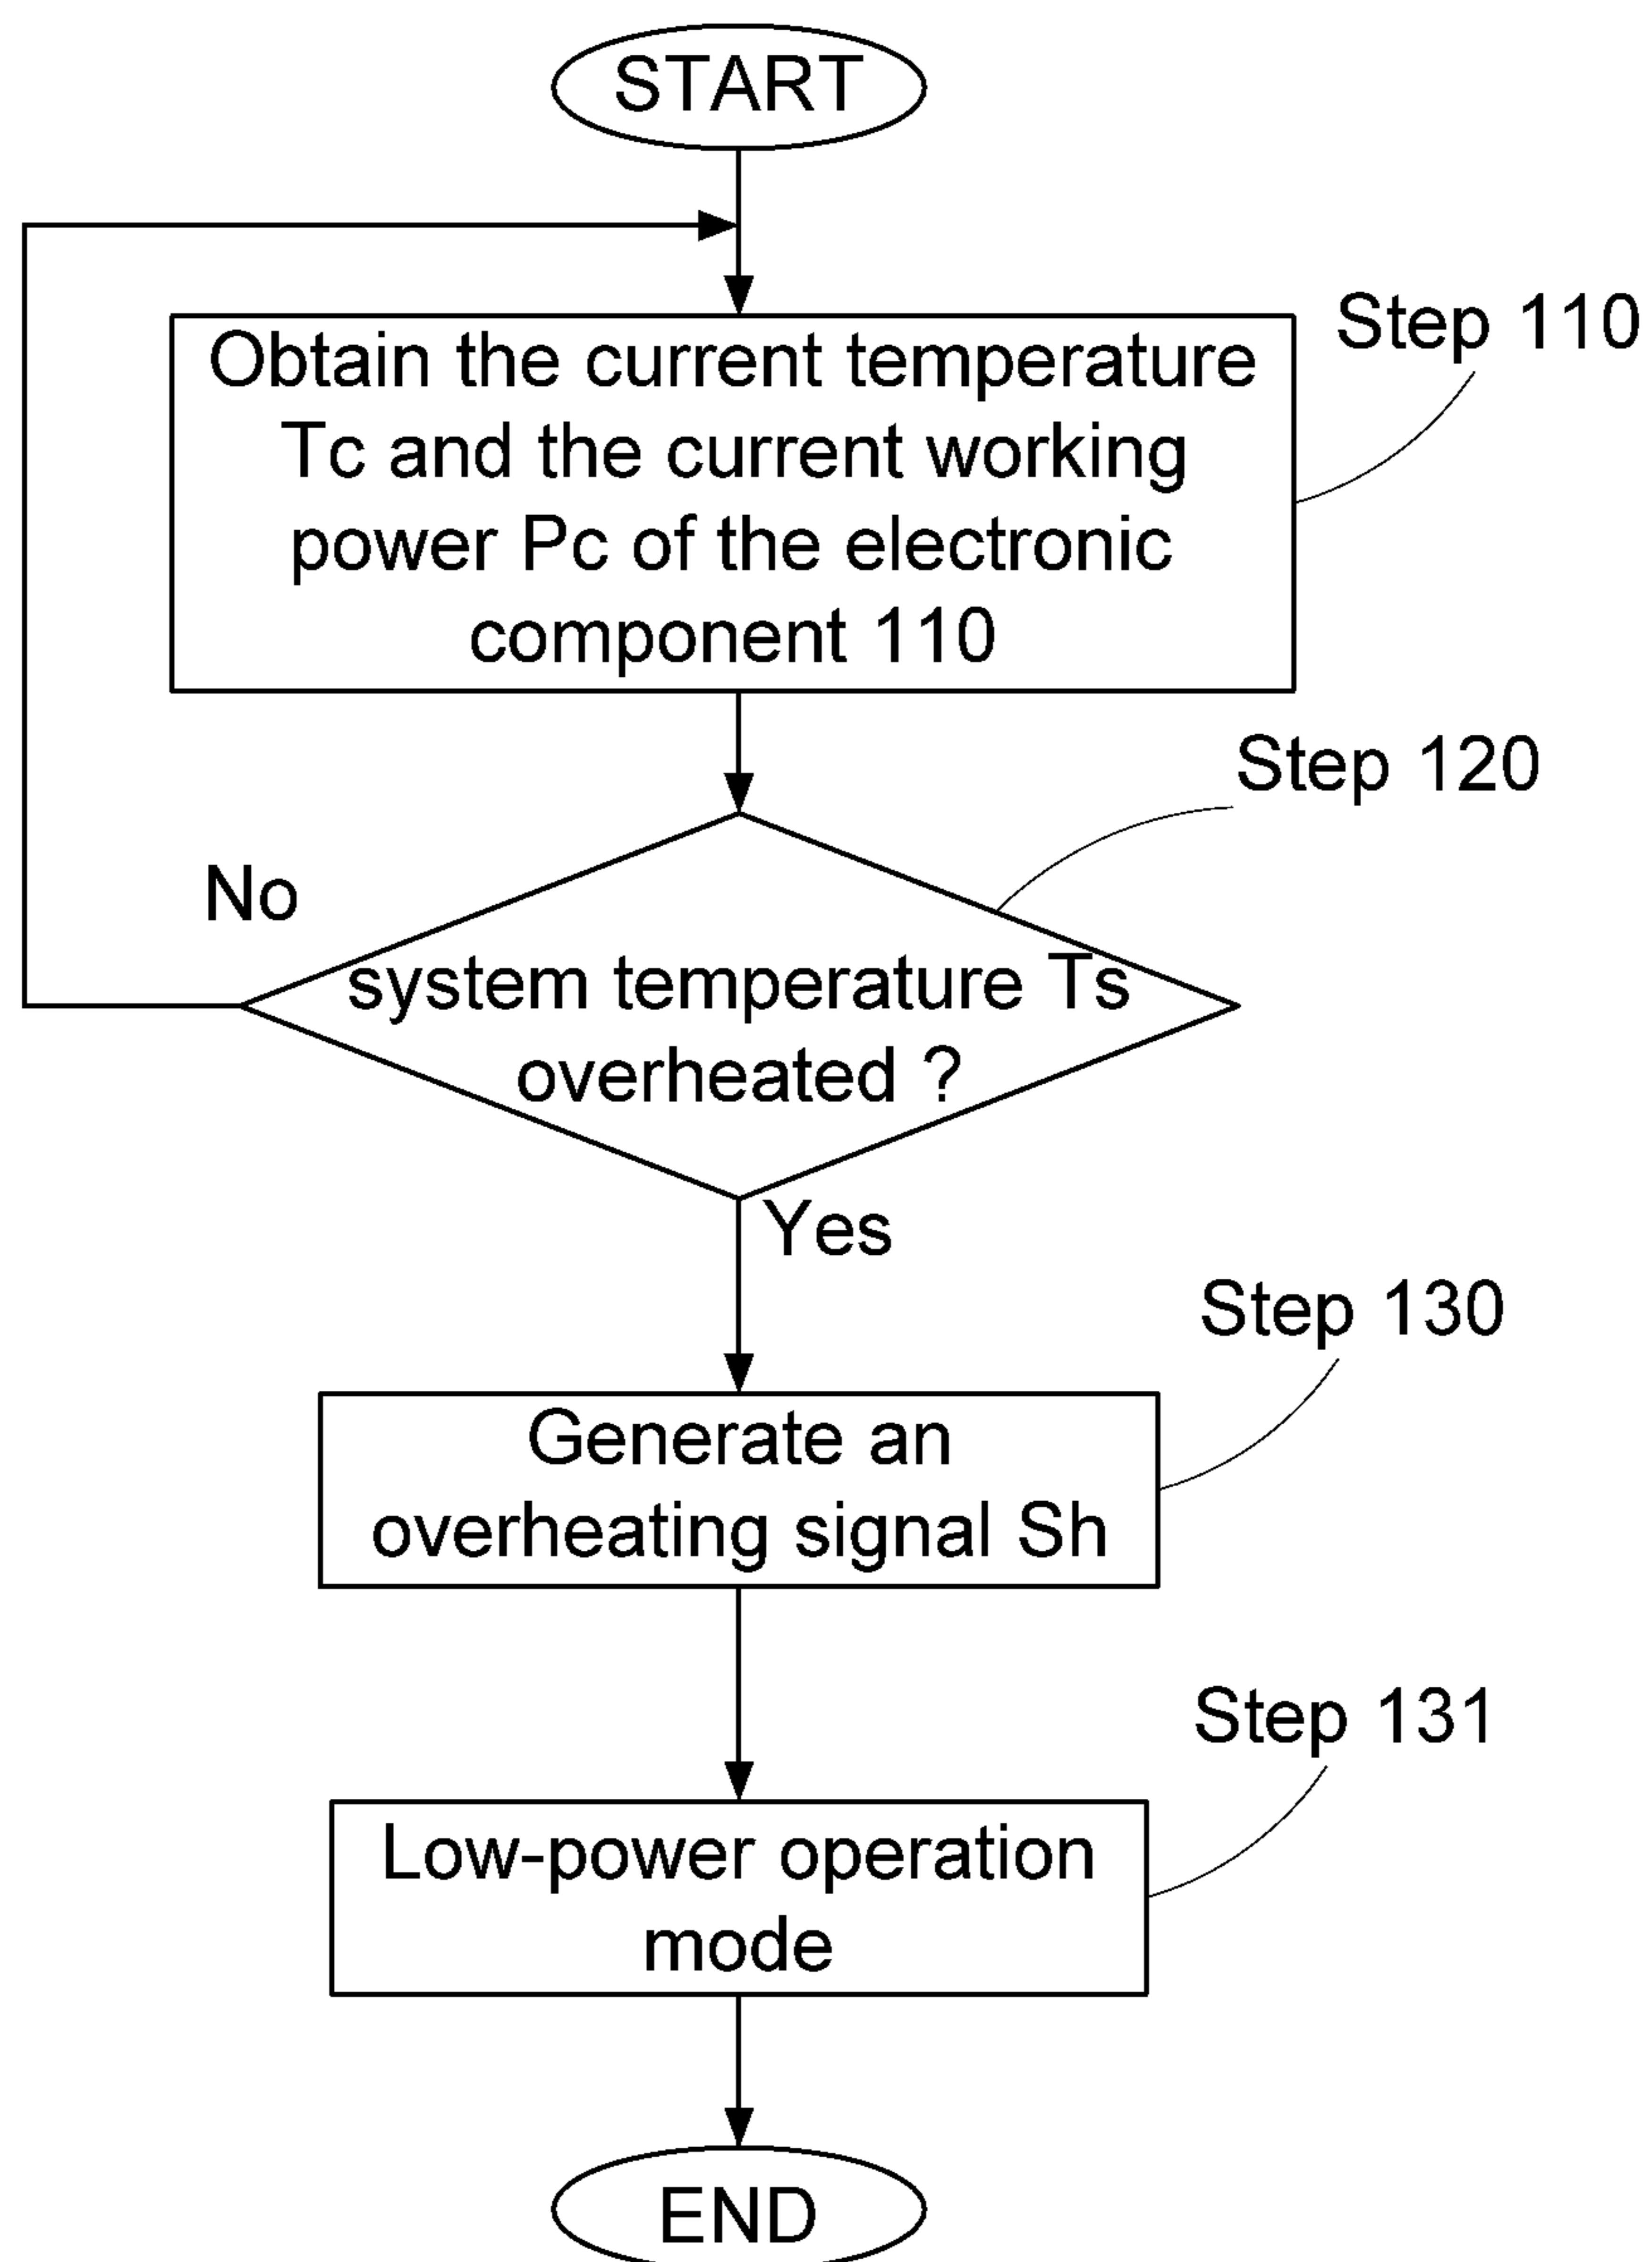 START
Obtain the current temperature
Tc and the current working
power Pc of the electronic
component 110
Step 110
Step 120
No
system temperature Ts
overheated ?
Yes
Step 130
Generate an
overheating signal Sh
Step 131
Low-power operation
mode
END